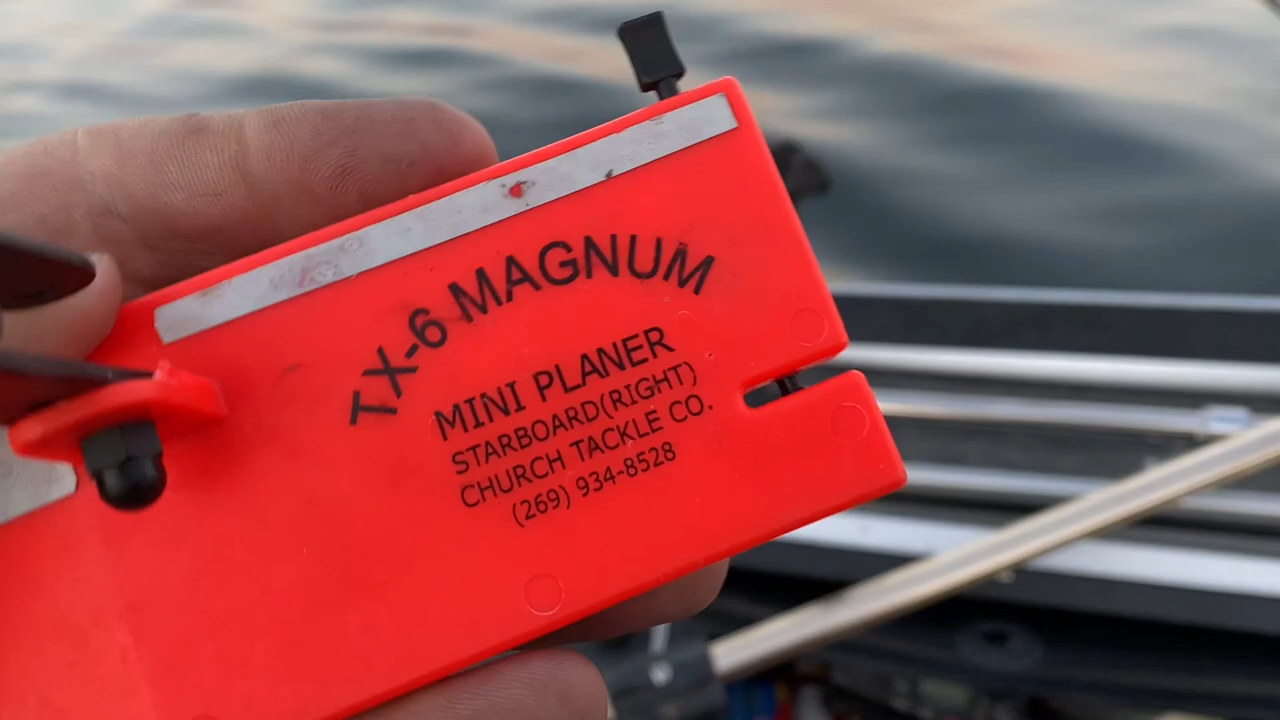 TX-6 MAGNUM
MINI PLANER
STARBOARD(RIGHT)
CHURCH TACKLE CO.
(269) 934-8528